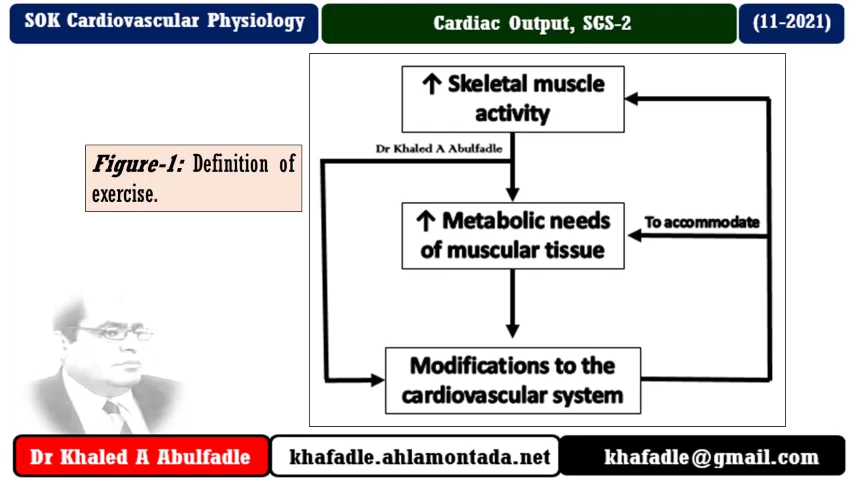 SOK Cardiovascular Physiology
Cardiac Output, SGS-2
(11-2021)
Figure-1: Definition of
exercise.
↑ Skeletal muscle
activity
Dr Khaled A Abulfadle
↑ Metabolic needs
of muscular tissue
To accommodate
Modifications to the
cardiovascular system
Dr Khaled A Abulfadle
khafadle.ahlamontada.net
khafadle@gmail.com